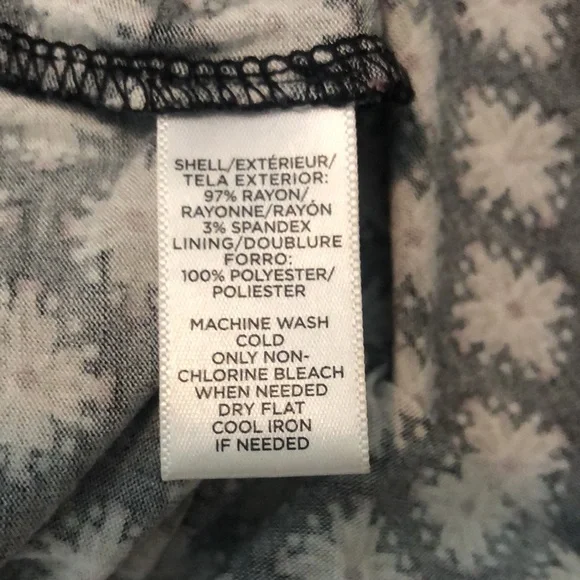 SHELL/EXTÉRIEUR/
TELA EXTERIOR:
97% RAYON/
RAYONNE/RAYÓN
3% SPANDEX
LINING/DOUBLURE
FORRO:
100% POLYESTER/
POLIESTER
MACHINE WASH
COLD
ONLY NON-
CHLORINE BLEACH
WHEN NEEDED
DRY FLAT
COOL IRON
IF NEEDED